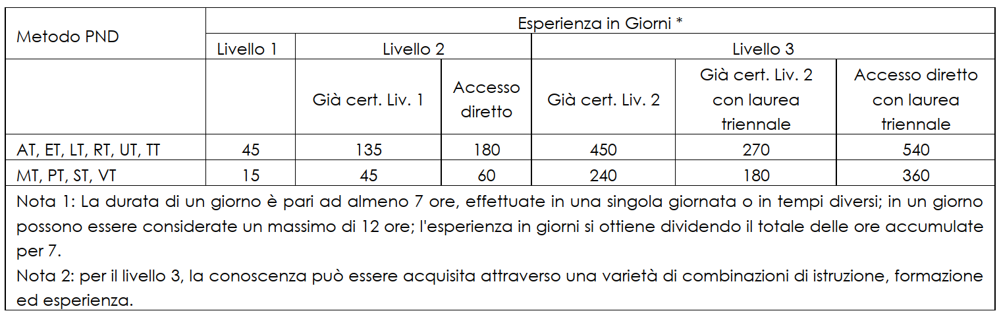 Metodo PND
Esperienza in Giorni *
Livello 1
Livello 2
Livello 3
Già cert. Liv. 1
Accesso
diretto
Già cert. Liv. 2
Già cert. Liv. 2
con laurea
triennale
Accesso diretto
con laurea
triennale
AT, ET, LT, RT, UT, TT 45 135 180 450 270 540
MT, PT, ST, VT 15 45 60 240 180 360
Nota 1: La durata di un giorno è pari ad almeno 7 ore, effettuate in una singola giornata o in tempi diversi; in un giorno
possono essere considerate un massimo di 12 ore; l'esperienza in giorni si ottiene dividendo il totale delle ore accumulate
per 7.
Nota 2: per il livello 3, la conoscenza può essere acquisita attraverso una varietà di combinazioni di istruzione, formazione
ed esperienza.